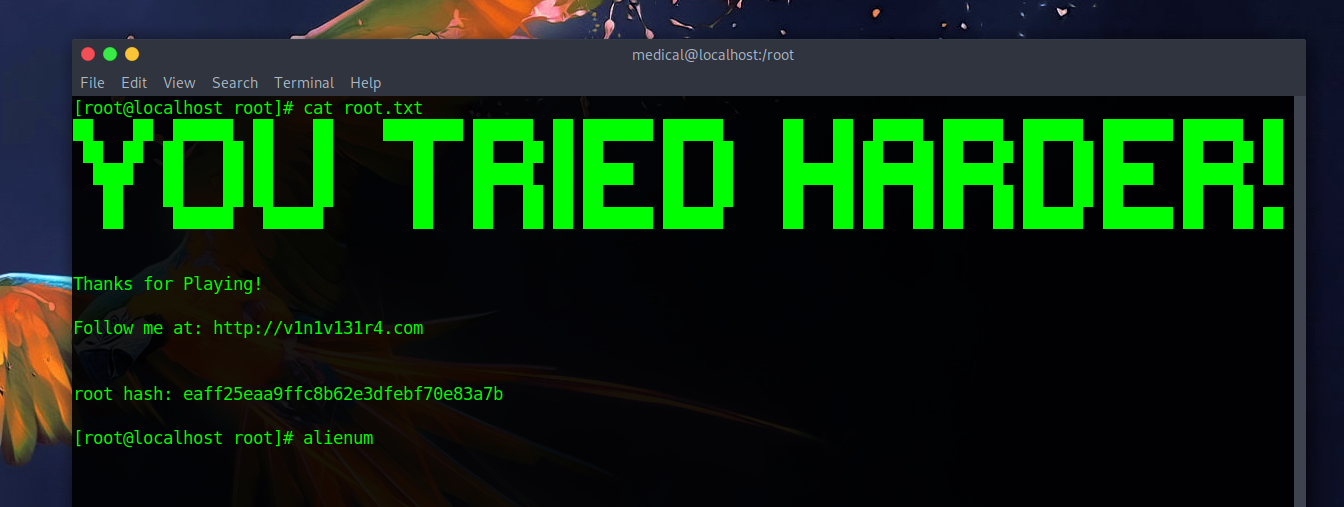 medical@localhost:/root
File Edit View Search Terminal Help
[root@localhost root]# cat root.txt
YOU TRIED HARDER!
Thanks for Playing!
Follow me at: http://v1n1v131r4.com
root hash: eaff25eaa9ffc8b62e3dfebf70e83a7b
[root@localhost root]# alienum